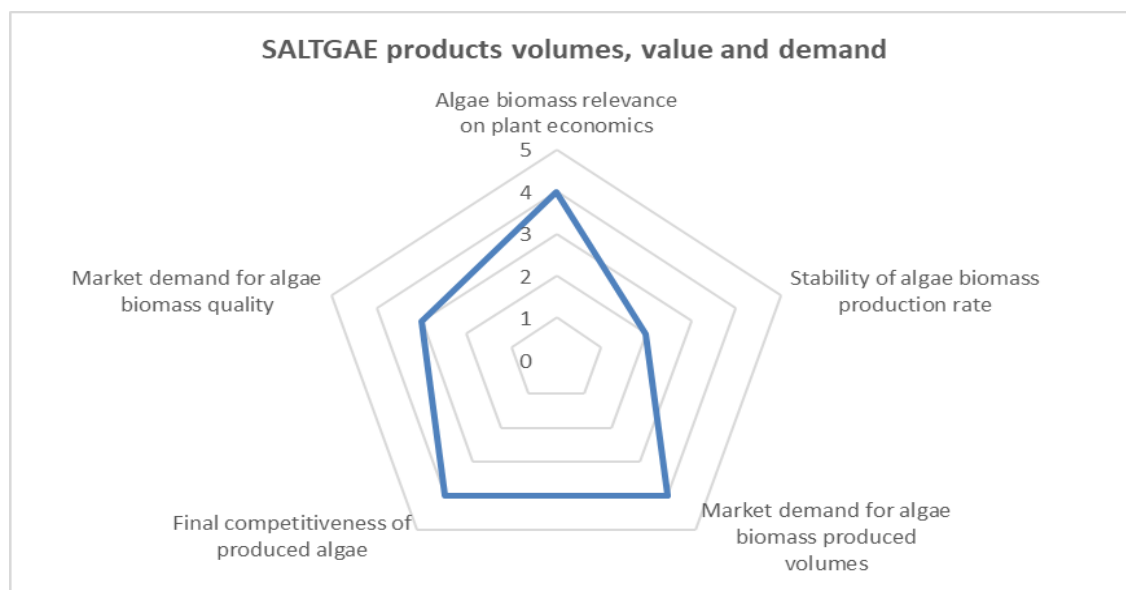 SALTGAE products volumes, value and demand
Algae biomass relevance
on plant economics
5
4
3
2
1
0
Stability of algae biomass
production rate
Market demand for algae
biomass produced
volumes
Final competitiveness of
produced algae
Market demand for algae
biomass quality